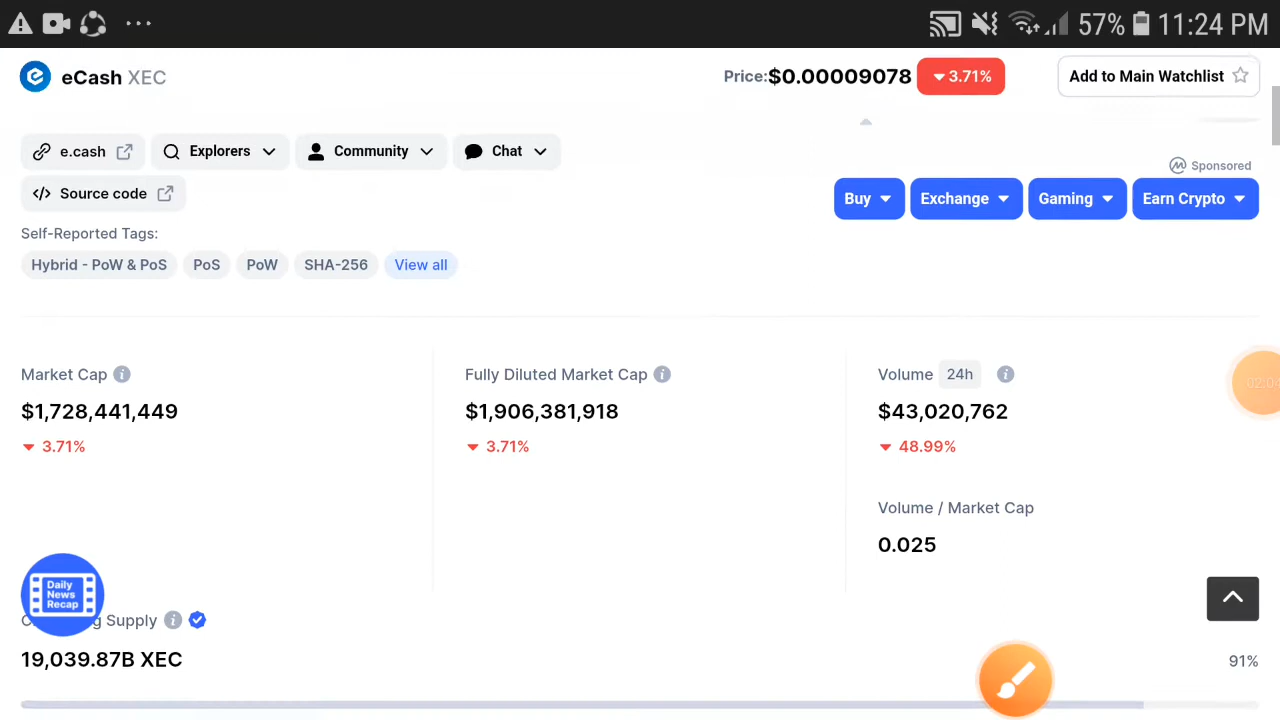 57% 11:24 PM
eCash XEC
Price:$0.00009078 3.71% Add to Main Watchlist
e.cash Explorers Community Chat
Sponsored
Source code
Buy Exchange Gaming Earn Crypto
Self-Reported Tags:
Hybrid - PoW & PoS PoS PoW SHA-256 View all
Market Cap Fully Diluted Market Cap Volume 24h
$1,728,441,449 $1,906,381,918 $43,020,762
3.71% 3.71% 48.99%
Volume / Market Cap
0.025
Daily
News
Recap
Supply
19,039.87B XEC 91%